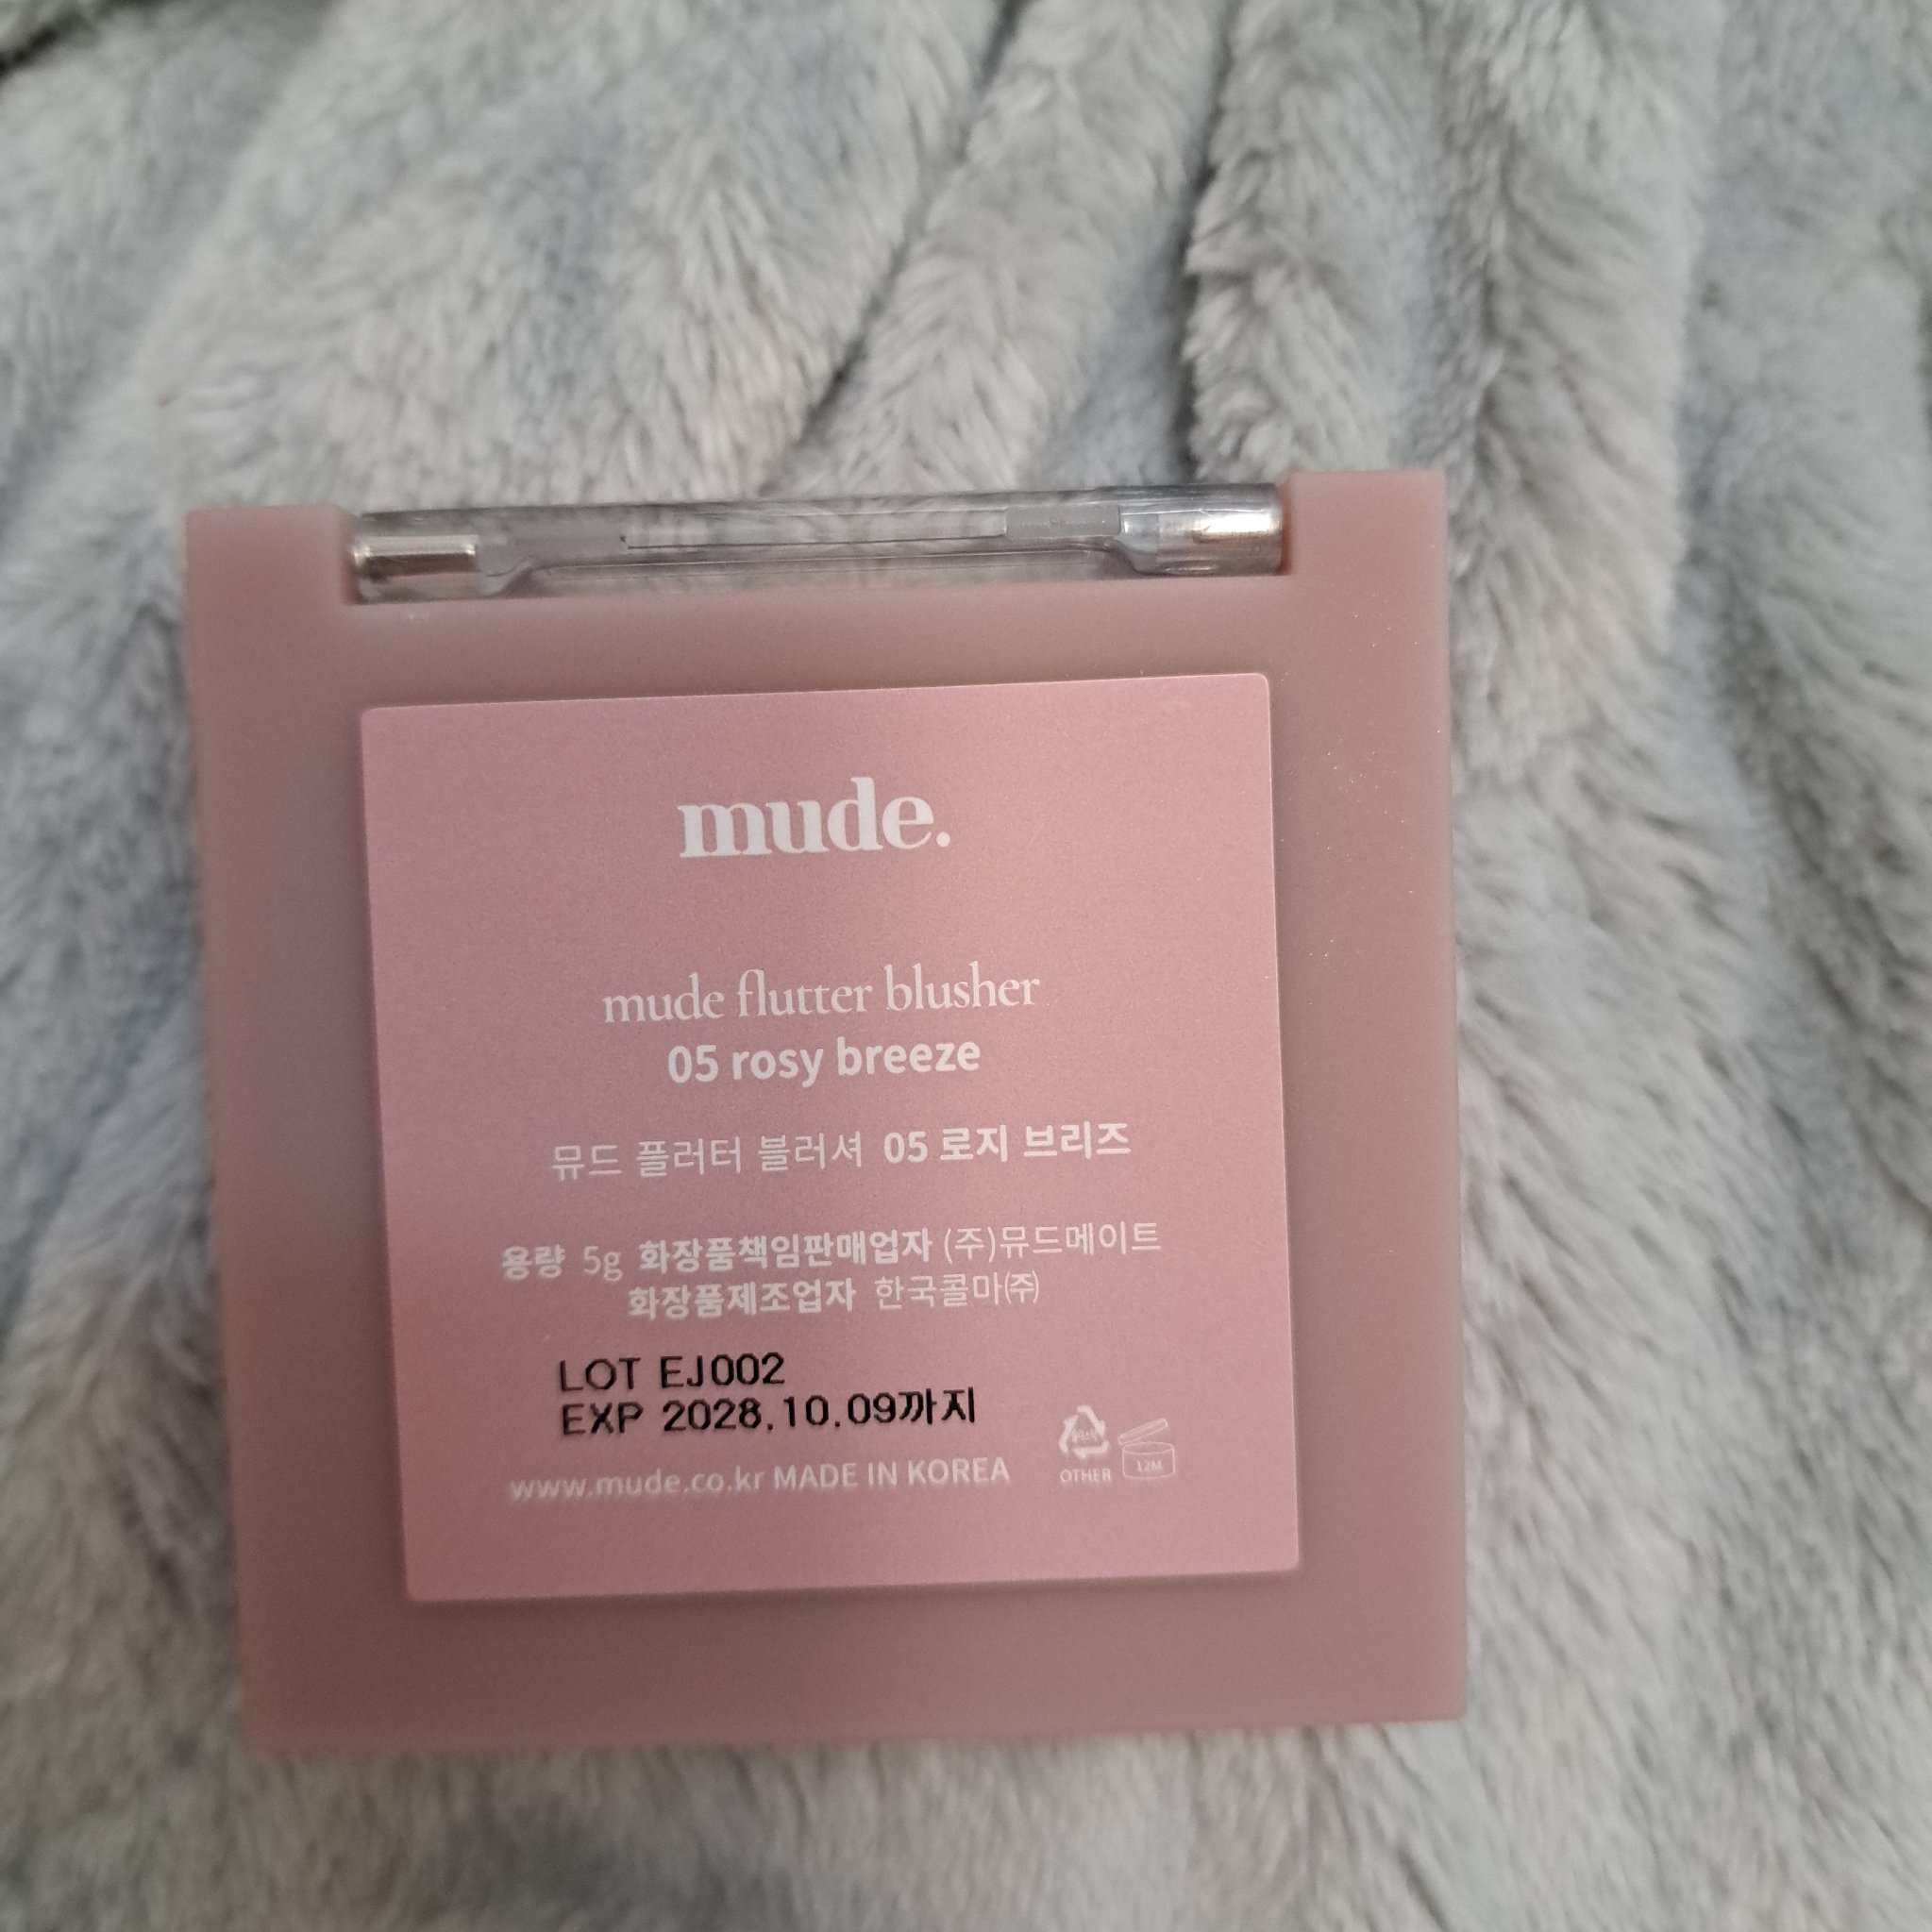 mude.
mude flutter blusher
05 rosy breeze
뮤드 플러터 블러셔 05 로지 브리즈
용량 5g 화장품책임판매업자 (주)뮤드메이트
화장품제조업자 한국콜마㈜
LOT EJ002
EXP 2028.10.09까지
www.mude.co.kr MADE IN KOREA
OTHER
12M